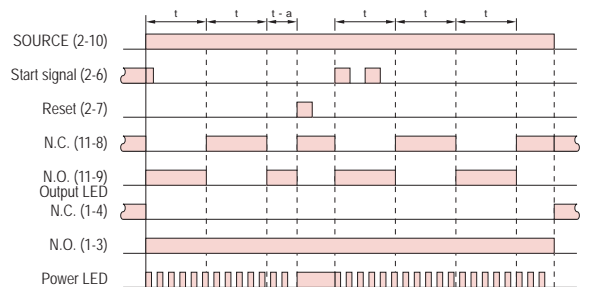 t t t - a t t t
SOURCE (2-10)
Start signal (2-6)
Reset (2-7)
N.C. (11-8)
N.O. (11-9)
Output LED
N.C. (1-4)
N.O. (1-3)
Power LED